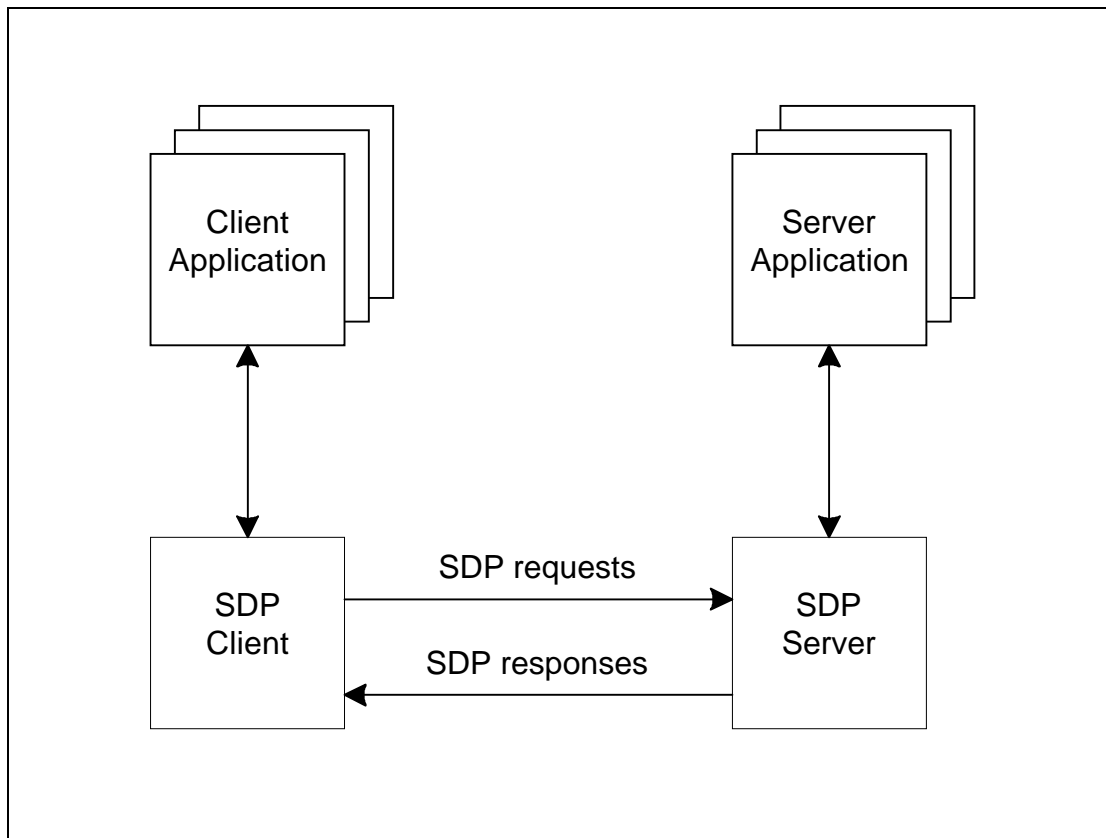 Client
Application
Server
Application
SDP requests
SDP
Client
SDP
Server
SDP responses